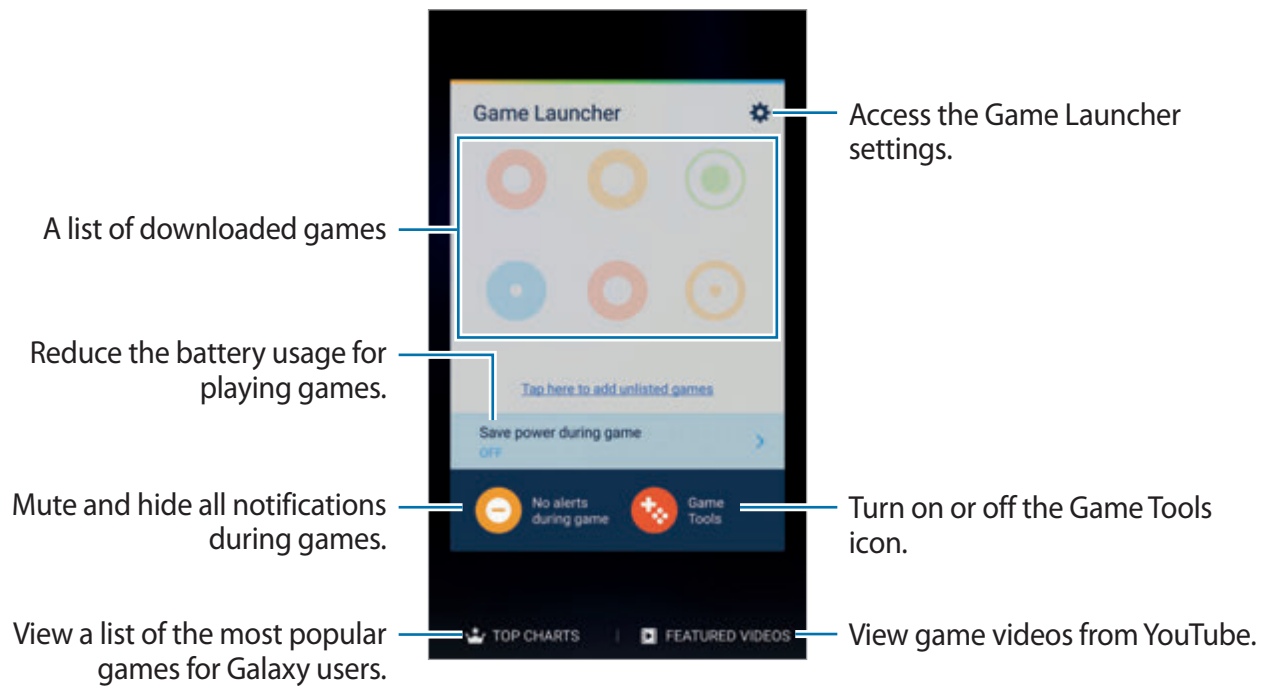 Game Launcher
Access the Game Launcher
settings.
A list of downloaded games
Reduce the battery usage for
playing games.
Tap here to add unlisted games
Save power during game
OFF
Mute and hide all notifications
during games.
No alerts
during game
Game
Tools
Turn on or off the Game Tools
icon.
View a list of the most popular
games for Galaxy users.
TOP CHARTS
FEATURED VIDEOS
View game videos from YouTube.